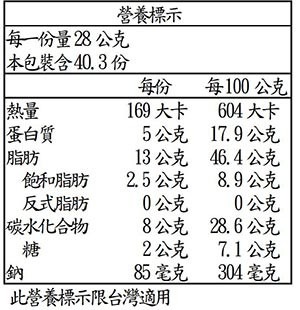 營養標示
每一份量28公克
本包裝含40.3份
每份 每100公克
熱量 169大卡 604大卡
蛋白質 5公克 17.9公克
脂肪 13公克 46.4公克
飽和脂肪 2.5公克 8.9公克
反式脂肪 0公克 0公克
碳水化合物 8公克 28.6公克
糖 2公克 7.1公克
鈉 85毫克 304毫克
此營養標示限台灣適用